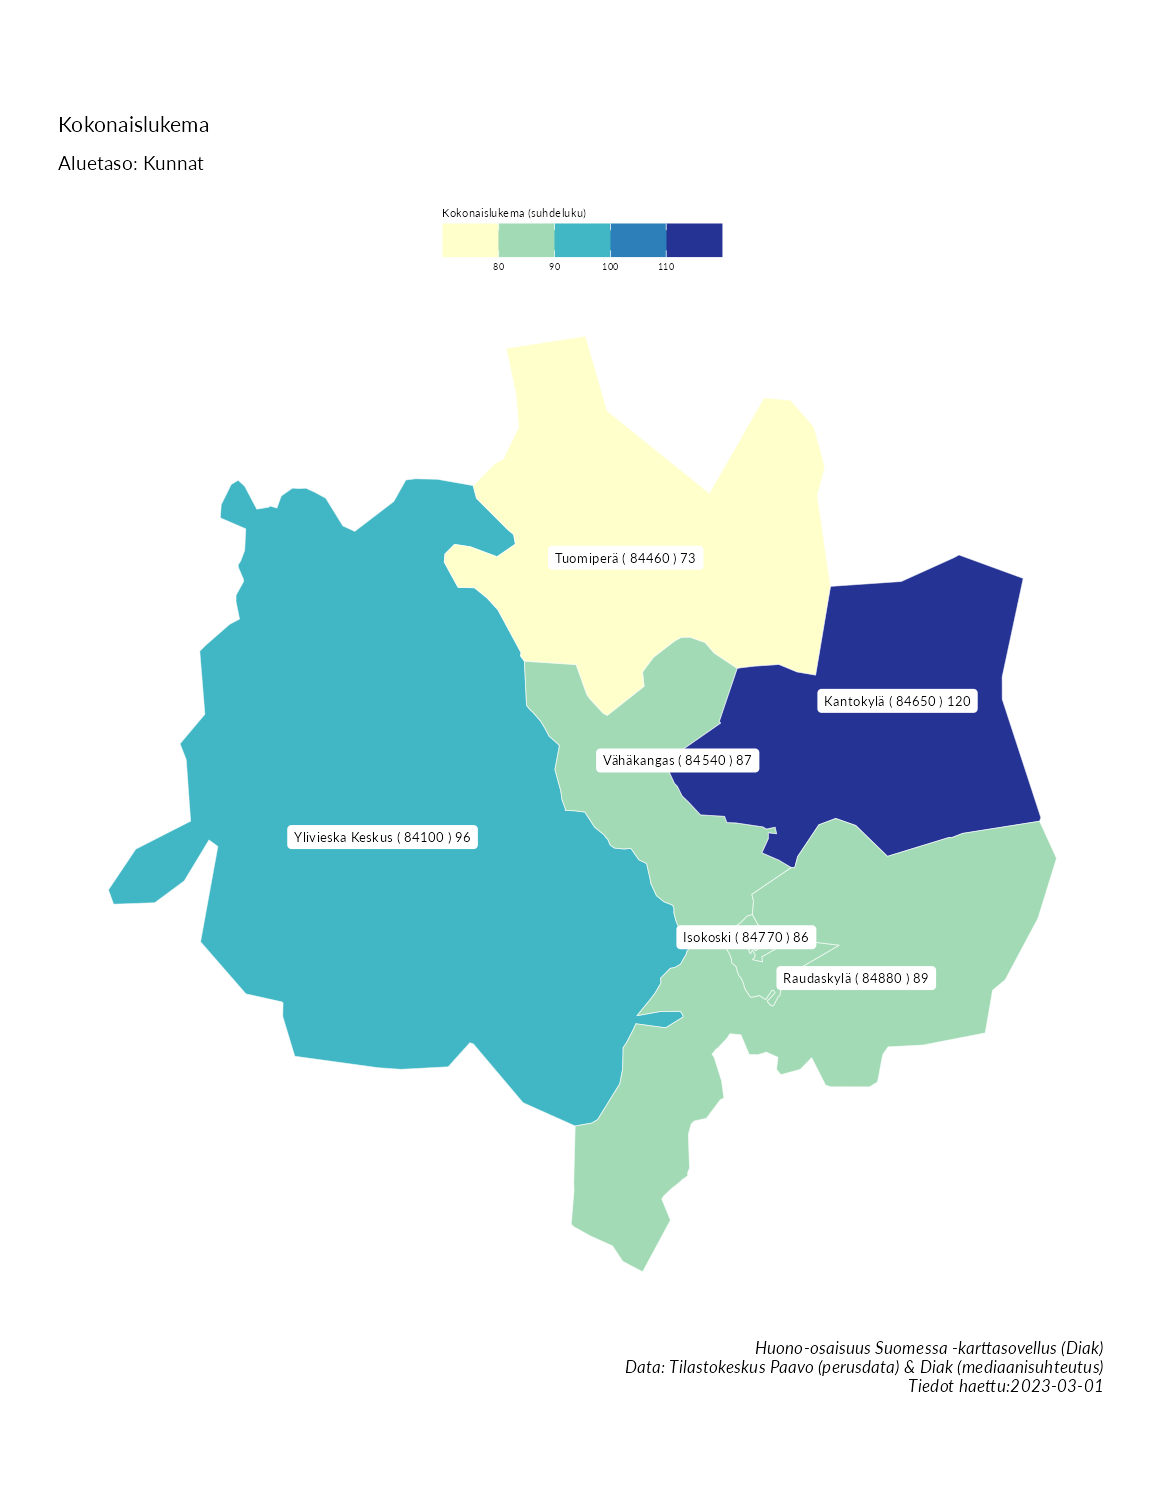 Kokonaislukema
Aluetaso: Kunnat
Kokonaislukema (suhdeluku)
80 90 100 110
Tuomiperä ( 84460 ) 73
Kantokylä ( 84650 ) 120
Vähäkangas ( 84540 ) 87
Ylivieska Keskus ( 84100 ) 96
Isokoski ( 84770 ) 86
Raudaskylä ( 84880 ) 89
Huono-osaisuus Suomessa -karttasovellus (Diak)
Data: Tilastokeskus Paavo (perusdata) & Diak (mediaanisuhteutus)
Tiedot haettu:2023-03-01